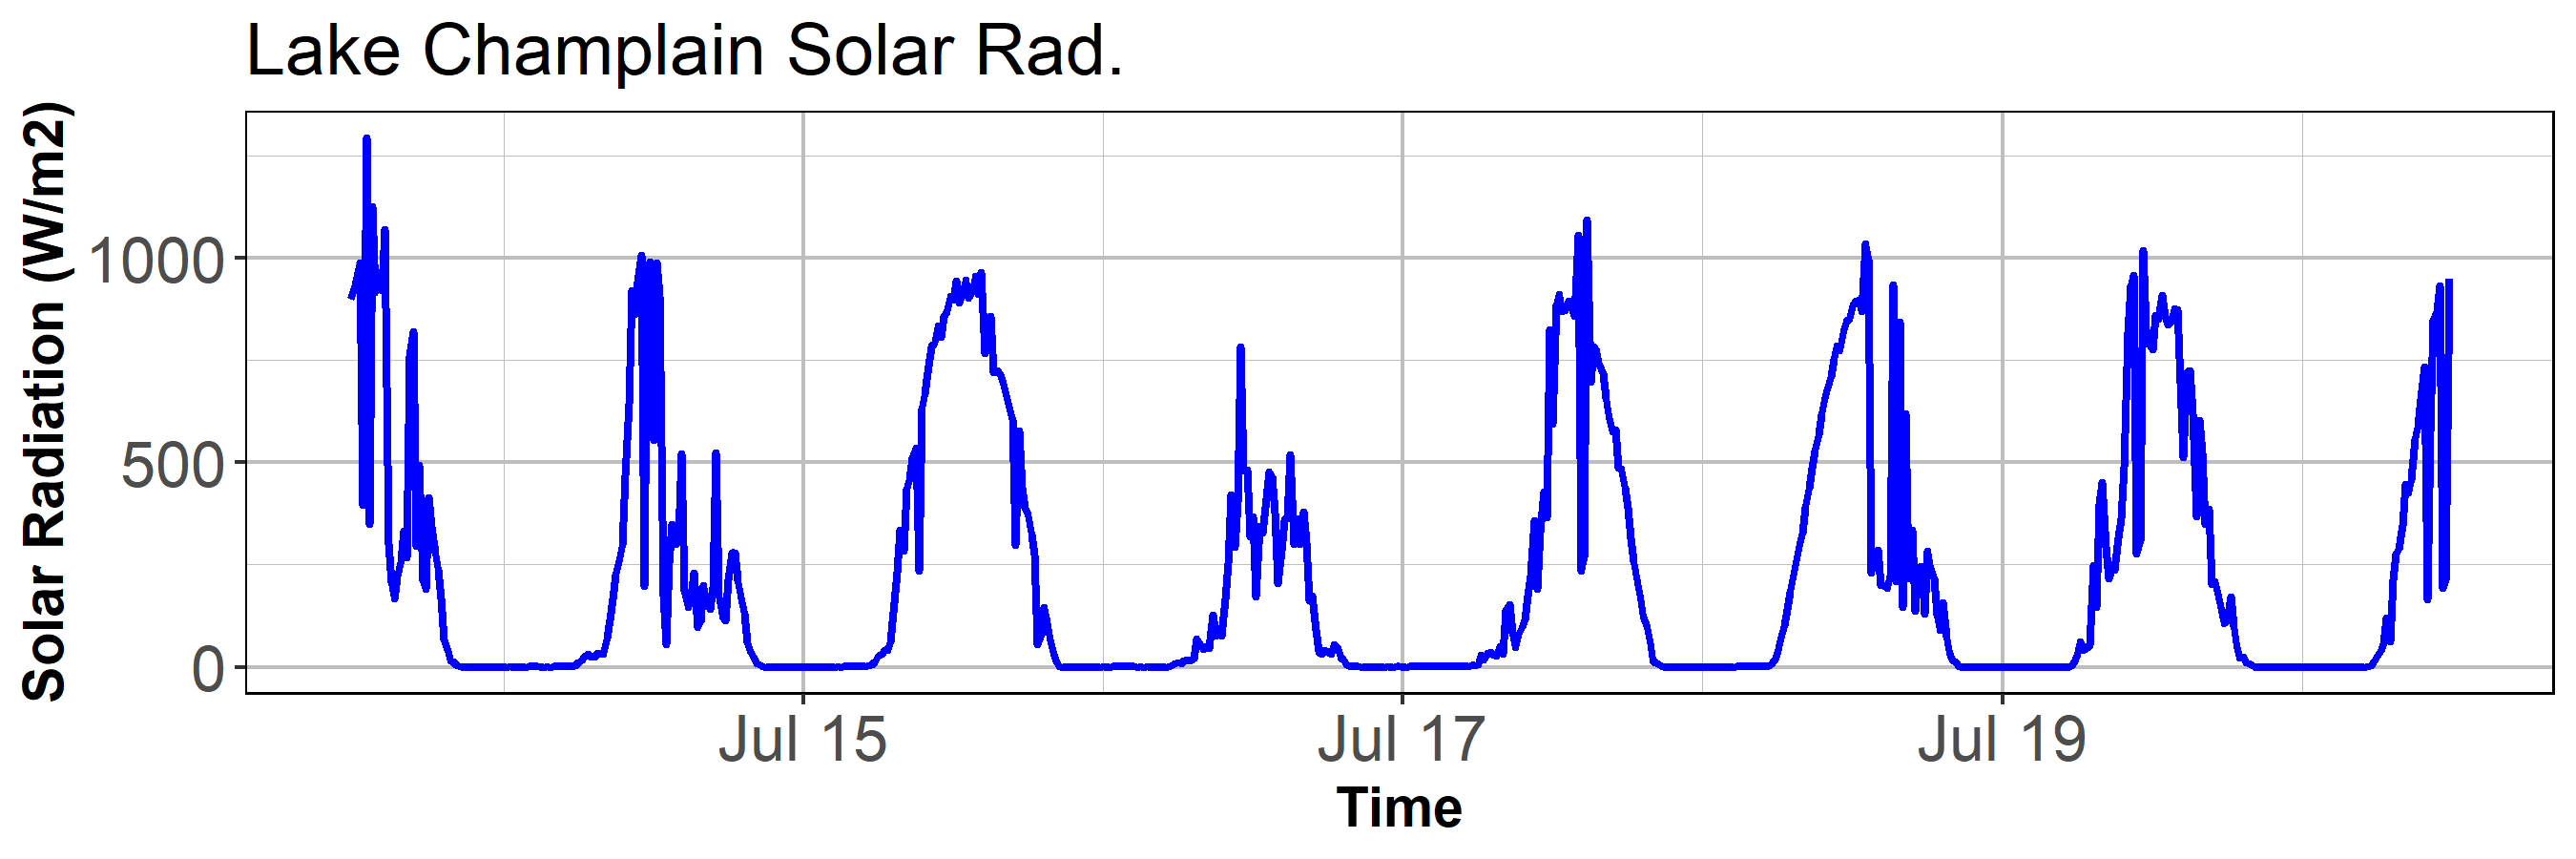 Lake Champlain Solar Rad.
Solar Radiation (W/m2)
1000
500
0
Jul 15
Jul 17
Jul 19
Time